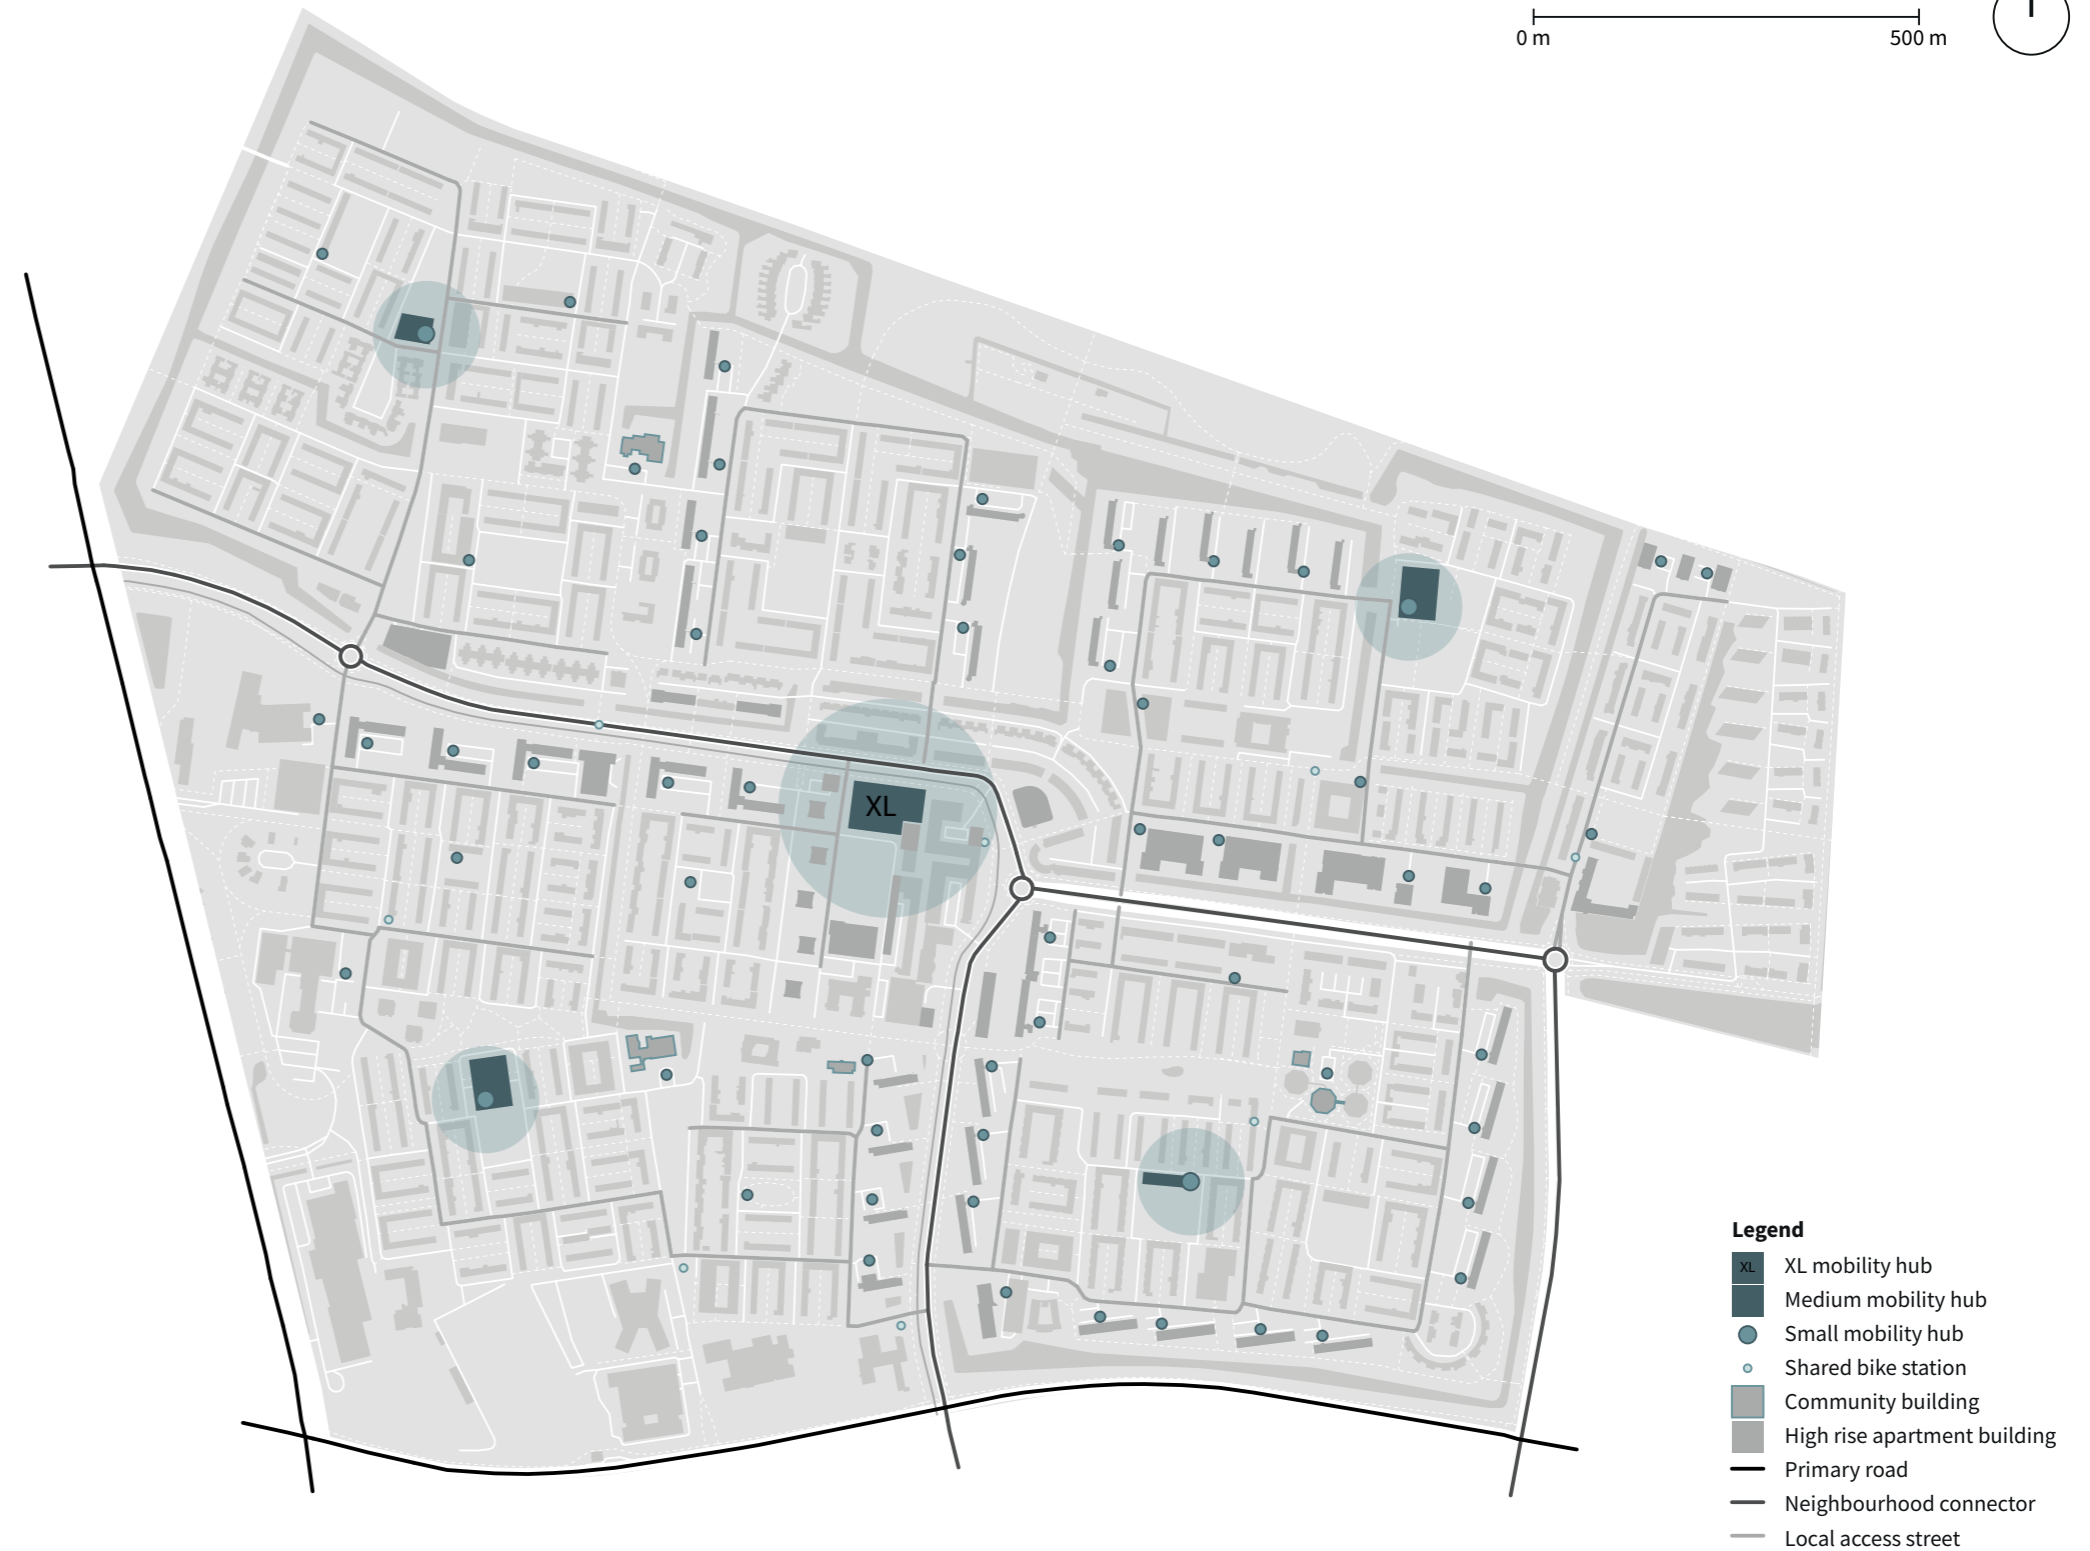 0 m 500 m
XL
Legend
XL XL mobility hub
Medium mobility hub
Small mobility hub
Shared bike station
Community building
High rise apartment building
Primary road
Neighbourhood connector
Local access street